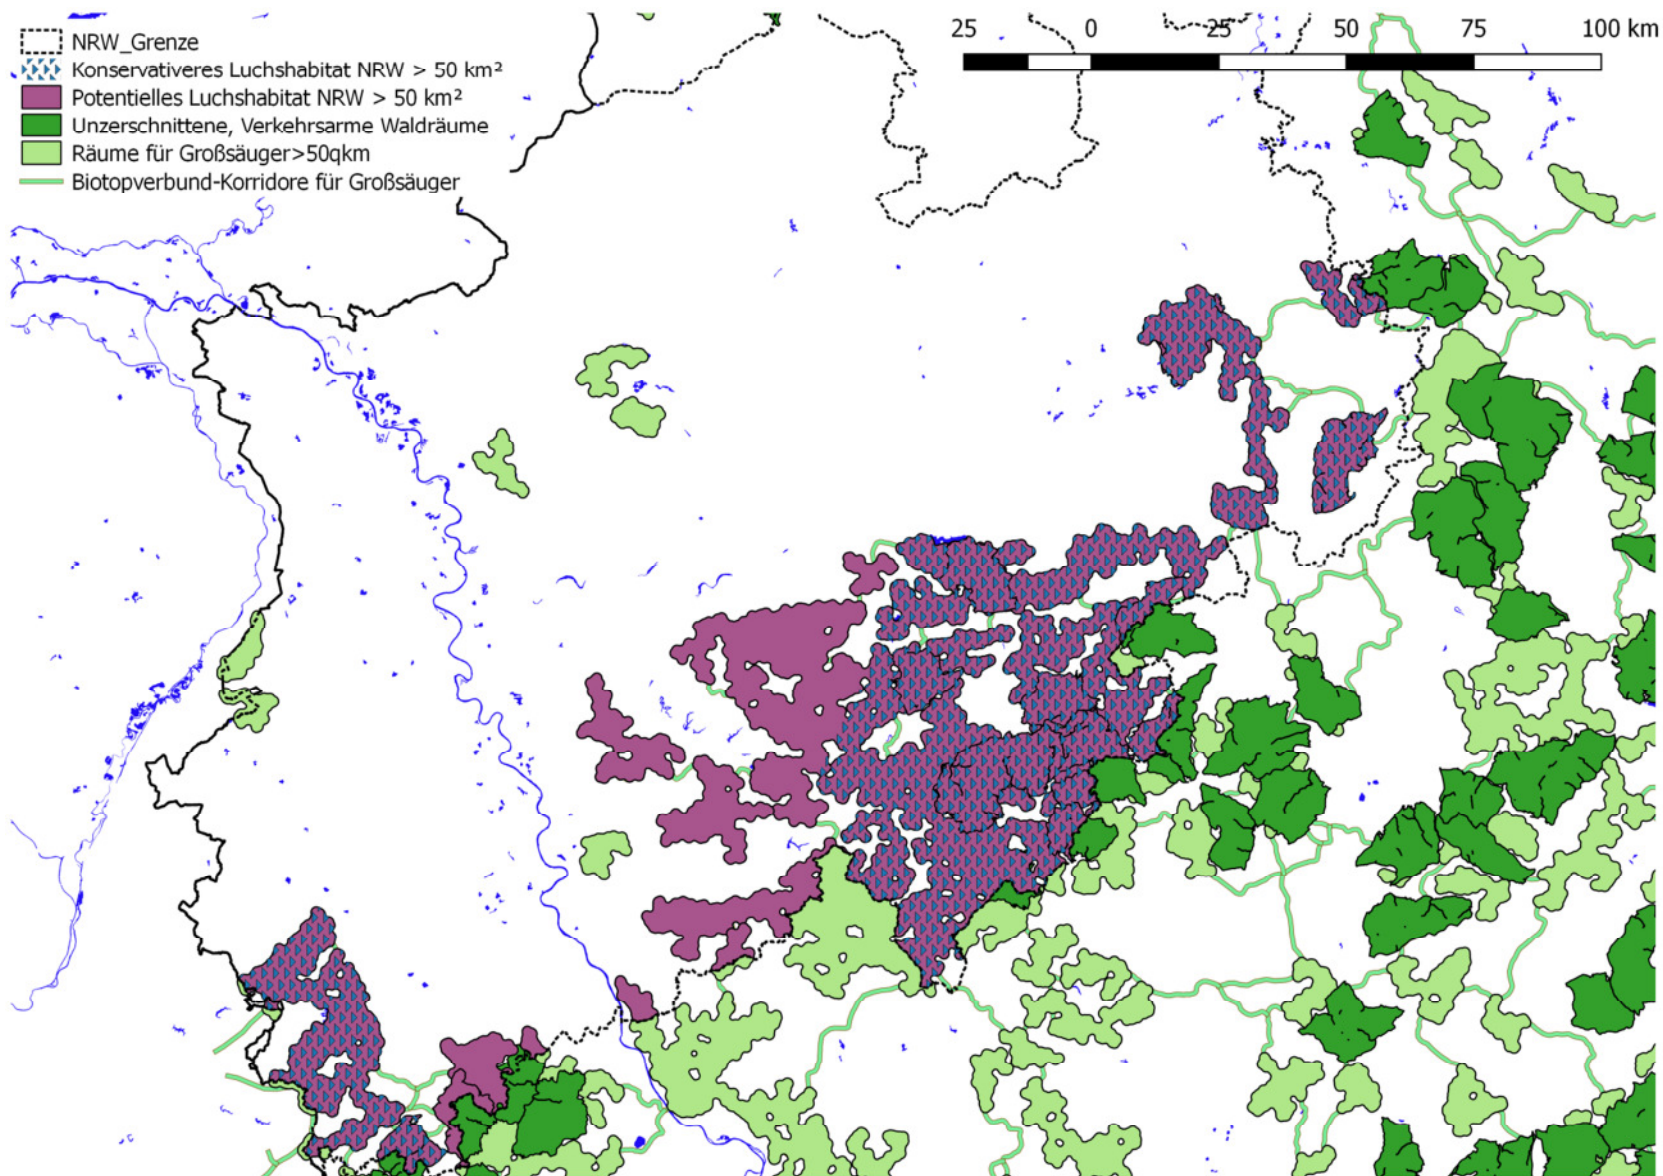 NRW_Grenze
Konservativeres Luchshabitat NRW > 50 km²
Potentielles Luchshabitat NRW > 50 km²
Unzerschnittene, Verkehrsarme Waldräume
Räume für Großsäuger>50qkm
Biotopverbund-Korridore für Großsäuger
25 0 25 50 75 100 km